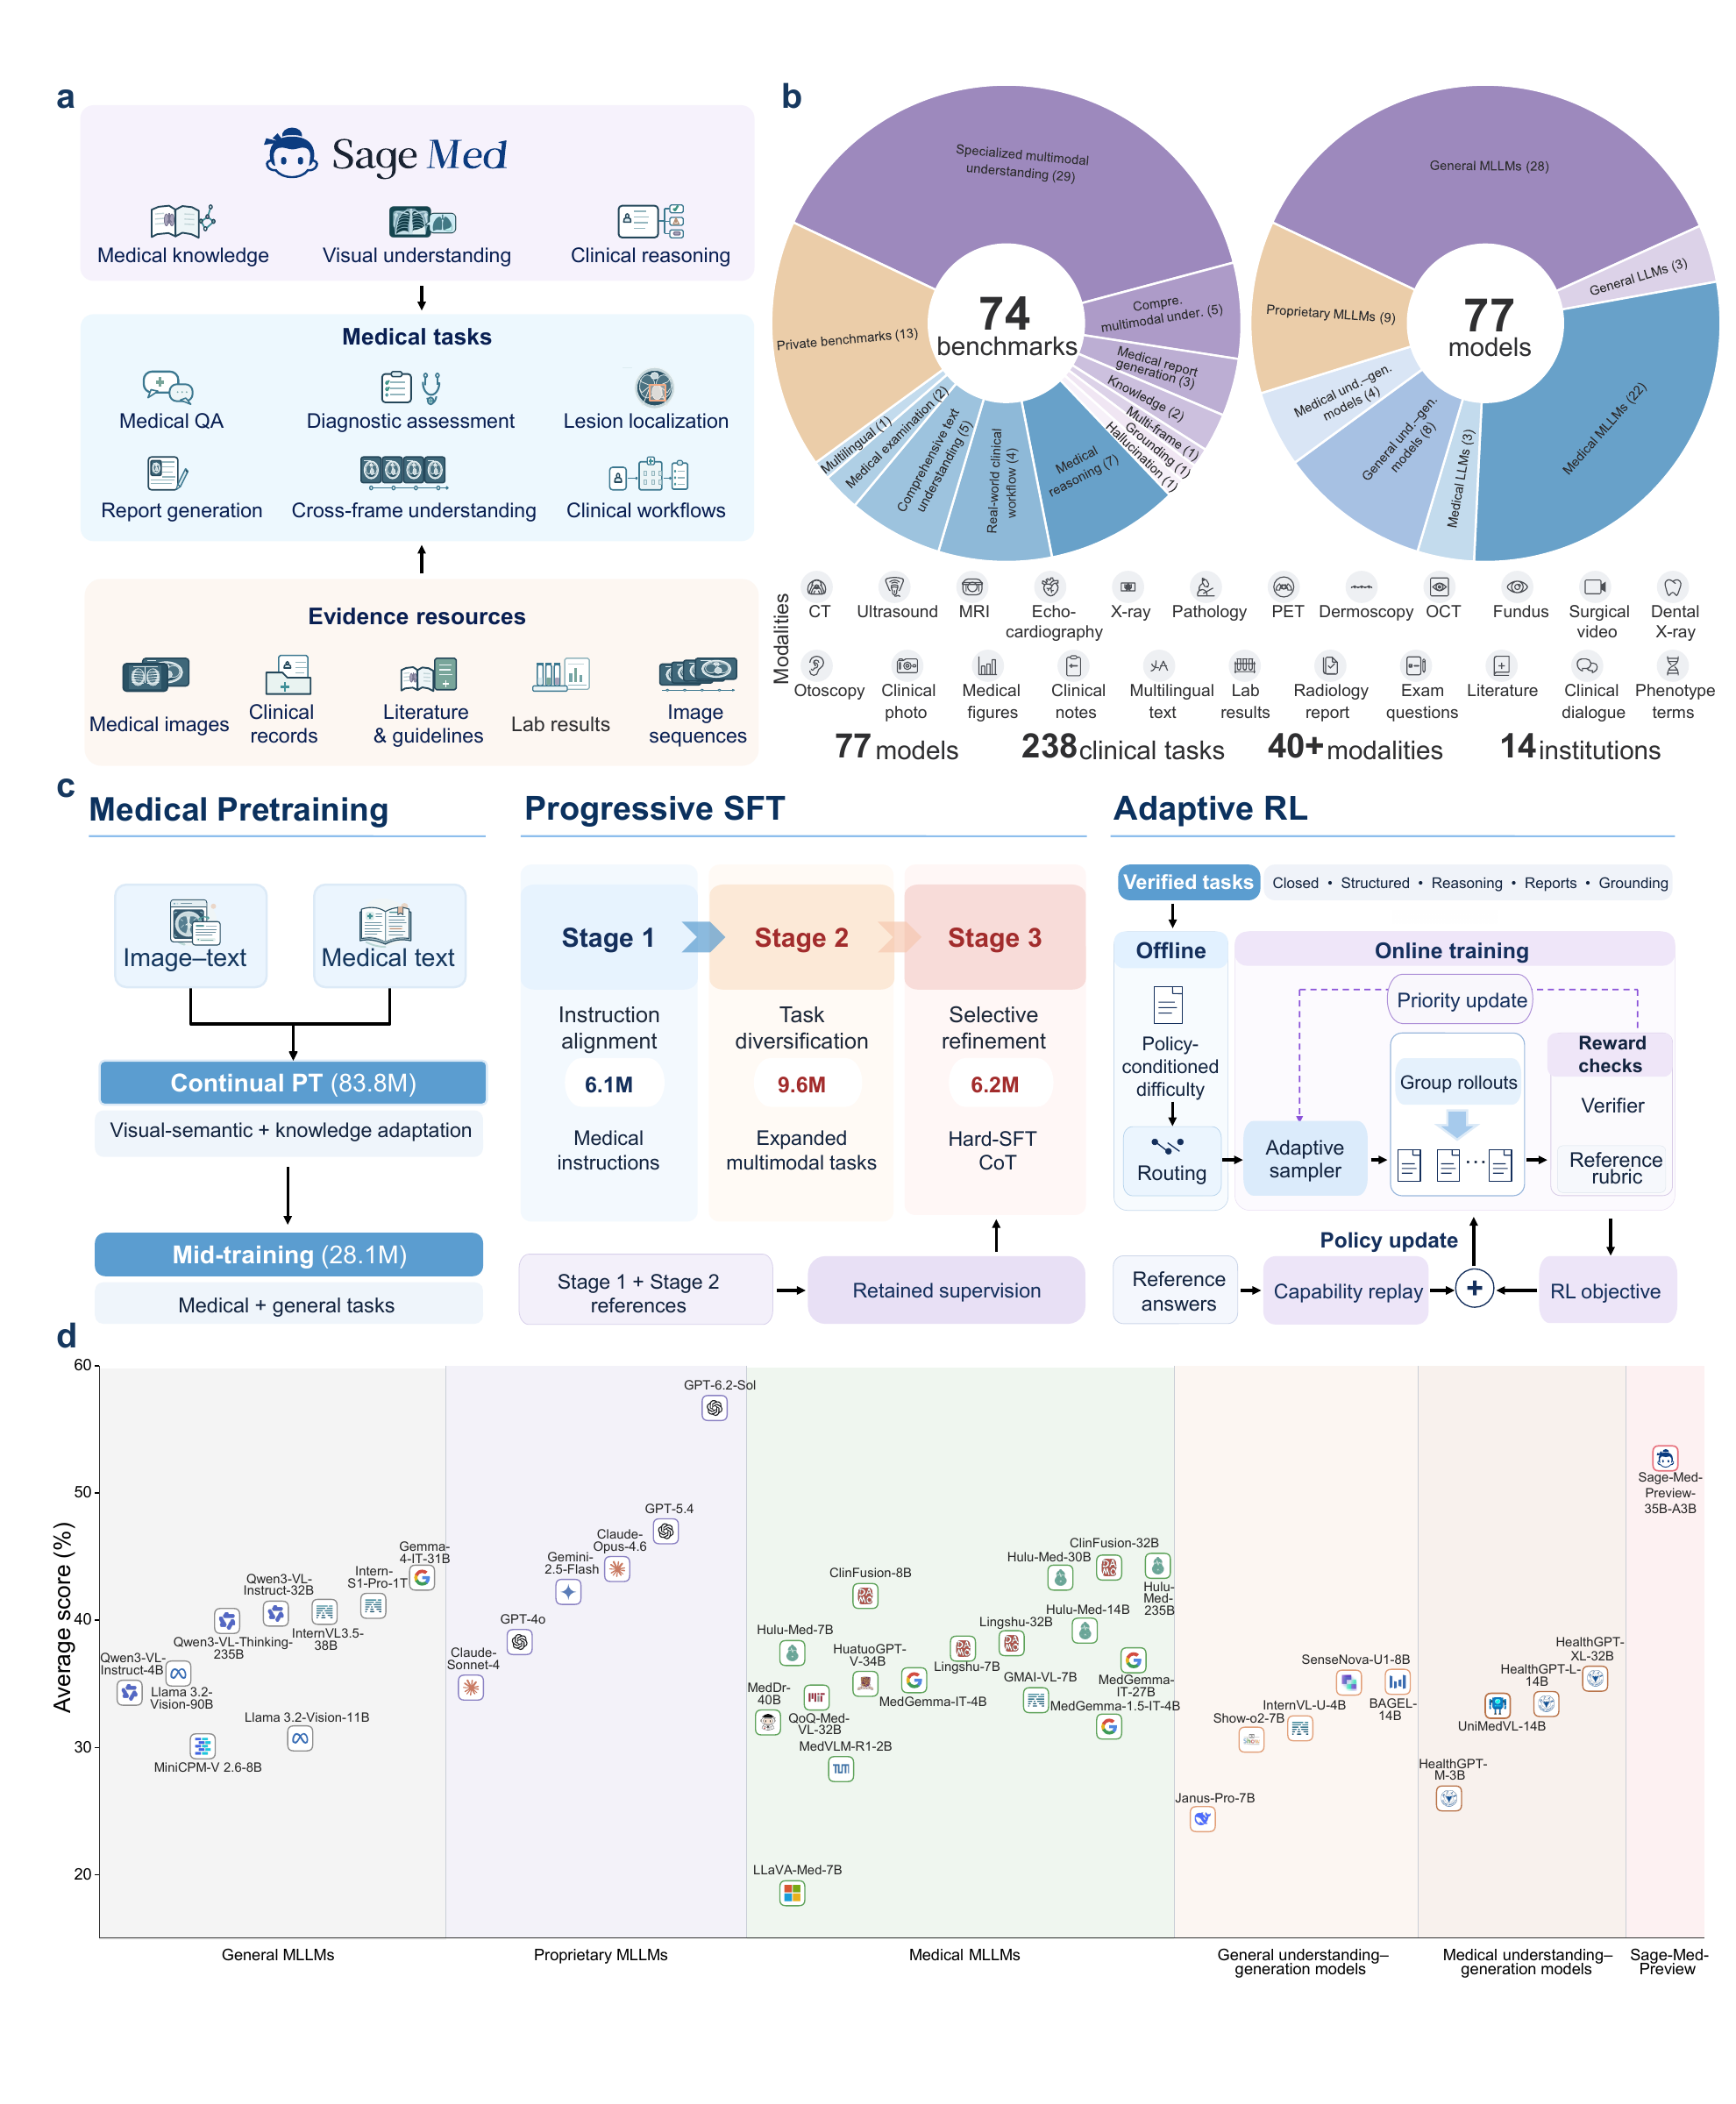 a
Sage Med
Medical knowledge
Visual understanding
Clinical reasoning
Medical tasks
Medical QA
Diagnostic assessment
Lesion localization
Report generation
Cross-frame understanding
Clinical workflows
Evidence resources
Medical images
Clinical
records
Literature
& guidelines
Lab results
Image
sequences
b
74
benchmarks
Specialized multimodal
understanding (29)
Compre.
multimodal under. (5)
Medical report
generation (3)
Knowledge (2)
Multi-frame (1)
Grounding (1)
Hallucination (1)
Medical
reasoning (7)
Real-world clinical
workflow (4)
Comprehensive text
understanding (5)
Medical examination (2)
Multilingual (1)
Private benchmarks (13)
77
models
General MLLMs (28)
General LLMs (3)
Medical MLLMs (22)
Medical LLMs (3)
General und.–gen.
models (8)
Medical und.–gen.
models (4)
Proprietary MLLMs (9)
Modalities
CT
Ultrasound
MRI
Echo-
cardiography
X-ray
Pathology
PET
Dermoscopy
OCT
Fundus
Surgical
video
Dental
X-ray
Otoscopy
Clinical
photo
Medical
figures
Clinical
notes
Multilingual
text
Lab
results
Radiology
report
Exam
questions
Literature
Clinical
dialogue
Phenotype
terms
77 models
238 clinical tasks
40+ modalities
14 institutions
c
Medical Pretraining
Image–text
Medical text
Continual PT (83.8M)
Visual-semantic + knowledge adaptation
Mid-training (28.1M)
Medical + general tasks
Progressive SFT
Stage 1
Stage 2
Stage 3
Instruction
alignment
6.1M
Medical
instructions
Task
diversification
9.6M
Expanded
multimodal tasks
Selective
refinement
6.2M
Hard-SFT
CoT
Stage 1 + Stage 2
references
Retained supervision
Adaptive RL
Verified tasks
Closed • Structured • Reasoning • Reports • Grounding
Offline
Policy-
conditioned
difficulty
Routing
Online training
Priority update
Adaptive
sampler
Group rollouts
...
Reward
checks
Verifier
Reference
rubric
Policy update
Reference
answers
Capability replay
+
RL objective
d
Average score (%)
60
50
40
30
20
Qwen3-VL-
Instruct-4B
Llama 3.2-
Vision-90B
MiniCPM-V 2.6-8B
Qwen3-VL-Thinking-
235B
Qwen3-VL-
Instruct-32B
Llama 3.2-Vision-11B
InternVL3.5-
38B
Intern-
S1-Pro-1T
Gemma-
4-IT-31B
Claude-
Sonnet-4
GPT-4o
Gemini-
2.5-Flash
Claude-
Opus-4.6
GPT-5.4
GPT-6.2-Sol
MedDr-
40B
Hulu-Med-7B
LLaVA-Med-7B
QoQ-Med-
VL-32B
MedVLM-R1-2B
ClinFusion-8B
HuatuoGPT-
V-34B
MedGemma-IT-4B
Lingshu-7B
Lingshu-32B
GMAI-VL-7B
Hulu-Med-30B
Hulu-Med-14B
ClinFusion-32B
MedGemma-1.5-IT-4B
MedGemma-
IT-27B
Hulu-
Med-
235B
Janus-Pro-7B
Show-o2-7B
InternVL-U-4B
SenseNova-U1-8B
BAGEL-
14B
HealthGPT-
M-3B
UniMedVL-14B
HealthGPT-L-
14B
HealthGPT-
XL-32B
Sage-Med-
Preview-
35B-A3B
General MLLMs
Proprietary MLLMs
Medical MLLMs
General understanding–
generation models
Medical understanding–
generation models
Sage-Med-
Preview